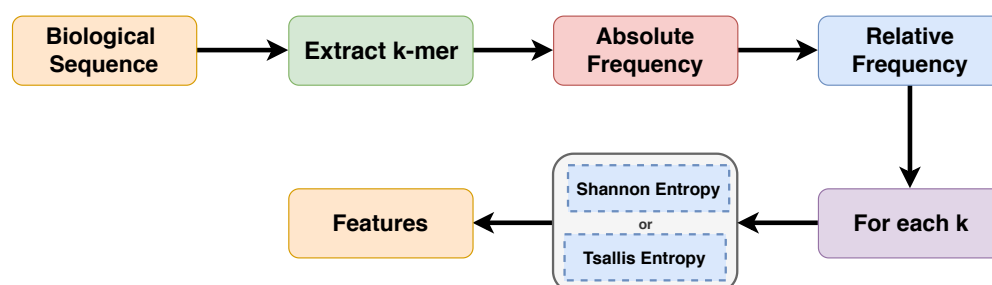 Biological
Sequence
Extract k-mer
Absolute
Frequency
Relative
Frequency
Features
Shannon Entropy
or
Tsallis Entropy
For each k